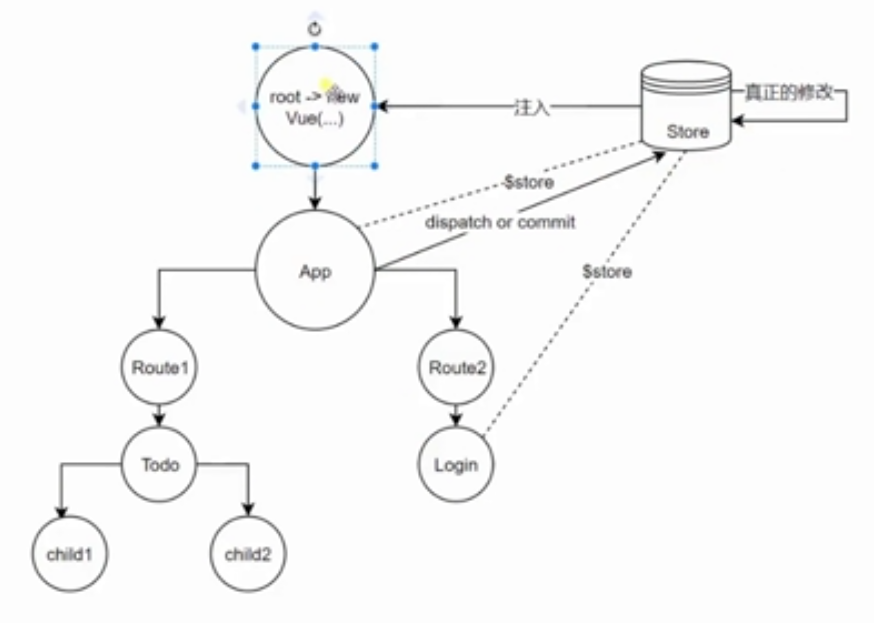 root -> new
Vue(...)
注入
真正的修改
Store
$store
dispatch or commit
App
$store
Route1
Route2
Todo
Login
child1
child2